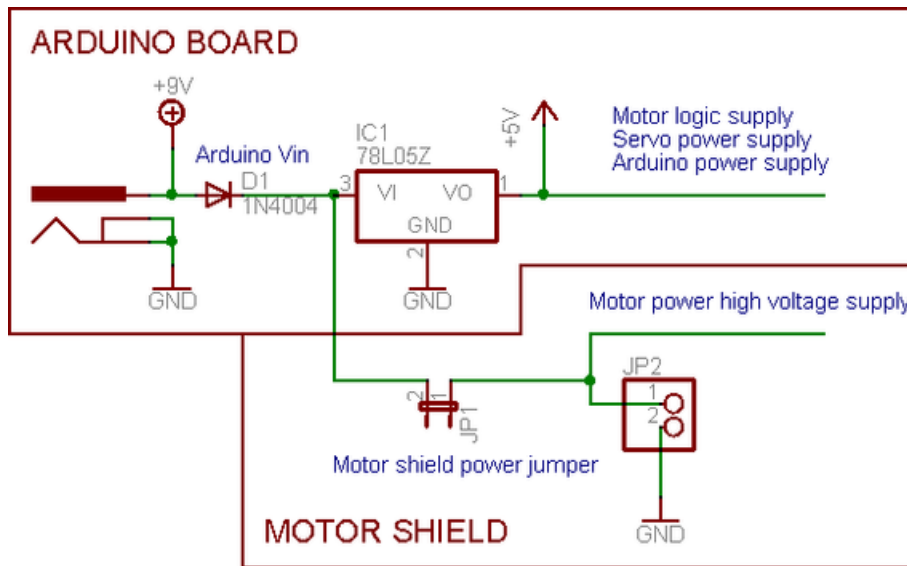 ARDUINO BOARD
+9V
Arduino Vin
D1
1N4004
IC1
78L05Z
3
VI
VO
1
GND
2
+5V
Motor logic supply
Servo power supply
Arduino power supply
GND
GND
Motor power high voltage supply
JP2
1
2
2
1
JP1
Motor shield power jumper
GND
MOTOR SHIELD